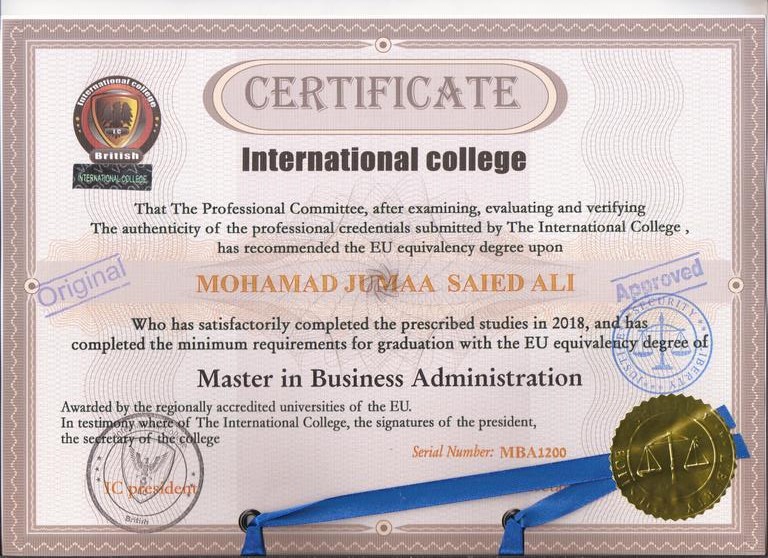 CERTIFICATE
International college
British
IC
INTERNATIONAL COLLEGE
International college
That The Professional Committee, after examining, evaluating and verifying
The authenticity of the professional credentials submitted by The International College ,
has recommended the EU equivalency degree upon
Original
MOHAMAD JUMAA SAIED ALI
Approved
Who has satisfactorily completed the prescribed studies in 2018, and has
completed the minimum requirements for graduation with the EU equivalency degree of
SECURITY LIBERTY JUSTICE
Master in Business Administration
Awarded by the regionally accredited universities of the EU.
In testimony where of The International College, the signatures of the president,
the secretary of the college
Serial Number: MBA1200
IC president
British